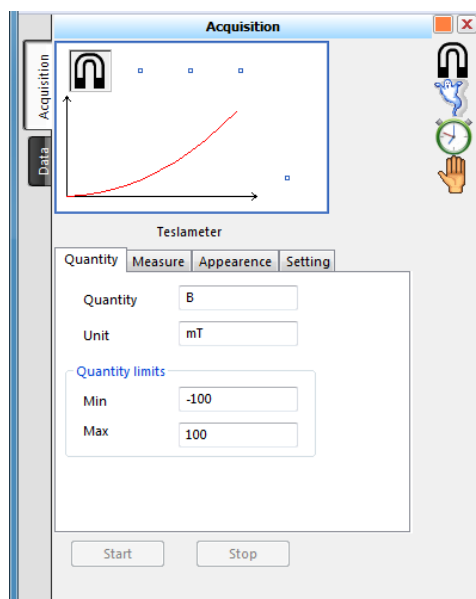 Acquisition
Acquisition
Data
Teslameter
Quantity Measure Appearence Setting
Quantity B
Unit mT
Quantity limits
Min -100
Max 100
Start Stop